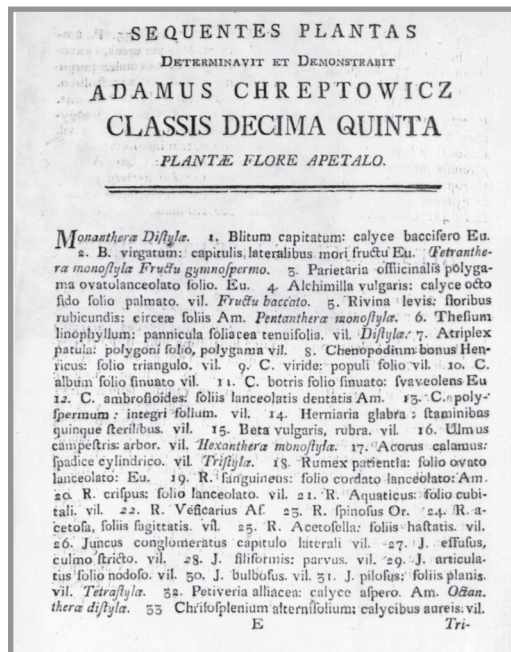 SEQUENTES PLANTAS
DETERMINAVIT ET DEMONSTRABIT
ADAMUS CHREPTOWICZ
CLASSIS DECIMA QUINTA
PLANTÆ FLORE APETALO.
Monantheræ Diſtylæ. 1. Blitum capitatum: calyce baccifero Eu.
2. B. virgatum: capitulis lateralibus mori fructu Eu. Tetranthe-
ra monoſtyla Fructu gymnoſpermo. 3. Parietaria officinalis polyga-
ma ovatolanceolato folio. Eu. 4. Alchimilla vulgaris: calyce octo
fido folio palmato. vil. Fructu baccato. 5. Rivina levis: floribus
rubicundis: circeæ foliis Am. Pentanthera monoſtyla. 6. Theſium
linophyllum: pannicula foliacea tenuifolia. vil. Diſtyla: 7. Atriplex
patula: polygoni folio, polygama vil. 8. Chenopodium bonus Hen-
ricus: folio triangulo. vil. 9. C. viride: populi folio vil. 10. C.
album folio ſinuato vil. 11. C. botris folio ſinuato: ſvaveolens Eu
12. C. ambroſioides: foliis lanceolatis dentatis Am. 13. C. poly-
ſpermum: integri folium. vil. 14. Herniaria glabra: ſtaminibus
quinque ſterilibus. vil. 15. Beta vulgaris, rubra. vil. 16. Ulmus
campeſtris: arbor. vil. Hexanthera monoſtyla. 17. Acorus calamus:
ſpadice cylindrico. vil. Triſtyla. 18. Rumex patientia: folio ovato
lanceolato: Eu. 19. R. ſanguineus: folio cordato lanceolato: Am.
20. R. criſpus: folio lanceolato. vil. 21. R. Aquaticus: folio cubi-
tali. vil. 22. R. Veſicarius Af. 23. R. ſpinoſus Or. 24. R. a-
cetoſa, foliis ſagittatis. vil. 25. R. Acetoſella: foliis haſtatis. vil.
26. Juncus conglomeratus capitulo laterali vil. 27. J. effuſus,
culmo ſtricto. vil. 28. J. filiformis: parvus. vil. 29. J. articula-
tus folio nodoſo. vil. 30. J. bulboſus. vil. 31. J. piloſus: foliis planis.
vil. Tetraſtylæ. 32. Petiveria alliacea: calyce aſpero. Am. Octan.
theræ diſtylæ. 33 Chriſoſplenium alternifolium: calycibus aureis: vil.
E Tri-